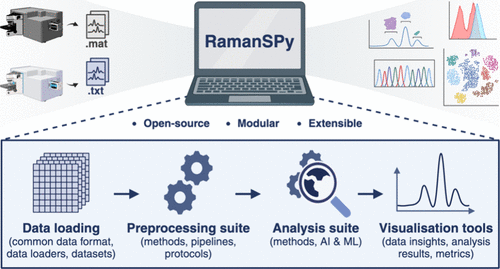 .mat
.txt
RamanSPy
• Open-source • Modular • Extensible
Data loading
(common data format,
data loaders, datasets)
Preprocessing suite
(methods, pipelines,
protocols)
Analysis suite
(methods, AI & ML)
Visualisation tools
(data insights, analysis
results, metrics)